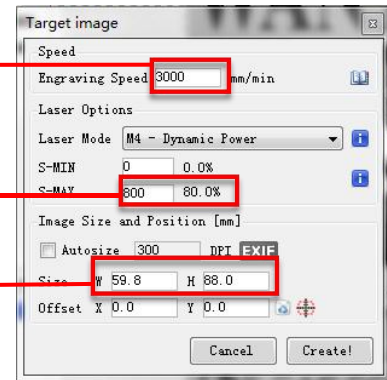 Target image
Speed
Engraving Speed 3000 mm/min
Laser Options
Laser Mode M4 - Dynamic Power
S-MIN 0 0.0%
S-MAX 800 80.0%
Image Size and Position [mm]
Autosize 300 DPI EXIF
Size W 59.8 H 88.0
Offset X 0.0 Y 0.0
Cancel Create!